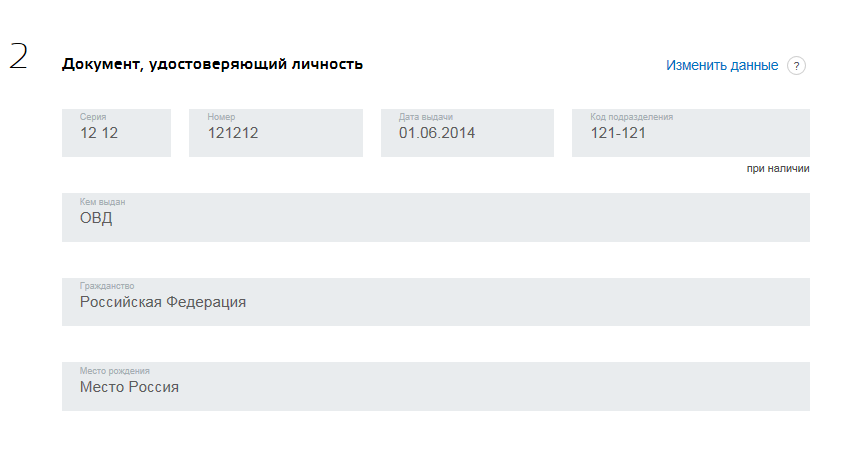 2
Документ, удостоверяющий личность
Изменить данные ?
Серия Номер Дата выдачи Код подразделения
12 12 121212 01.06.2014 121-121
при наличии
Кем выдан
ОВД
Гражданство
Российская Федерация
Место рождения
Место Россия